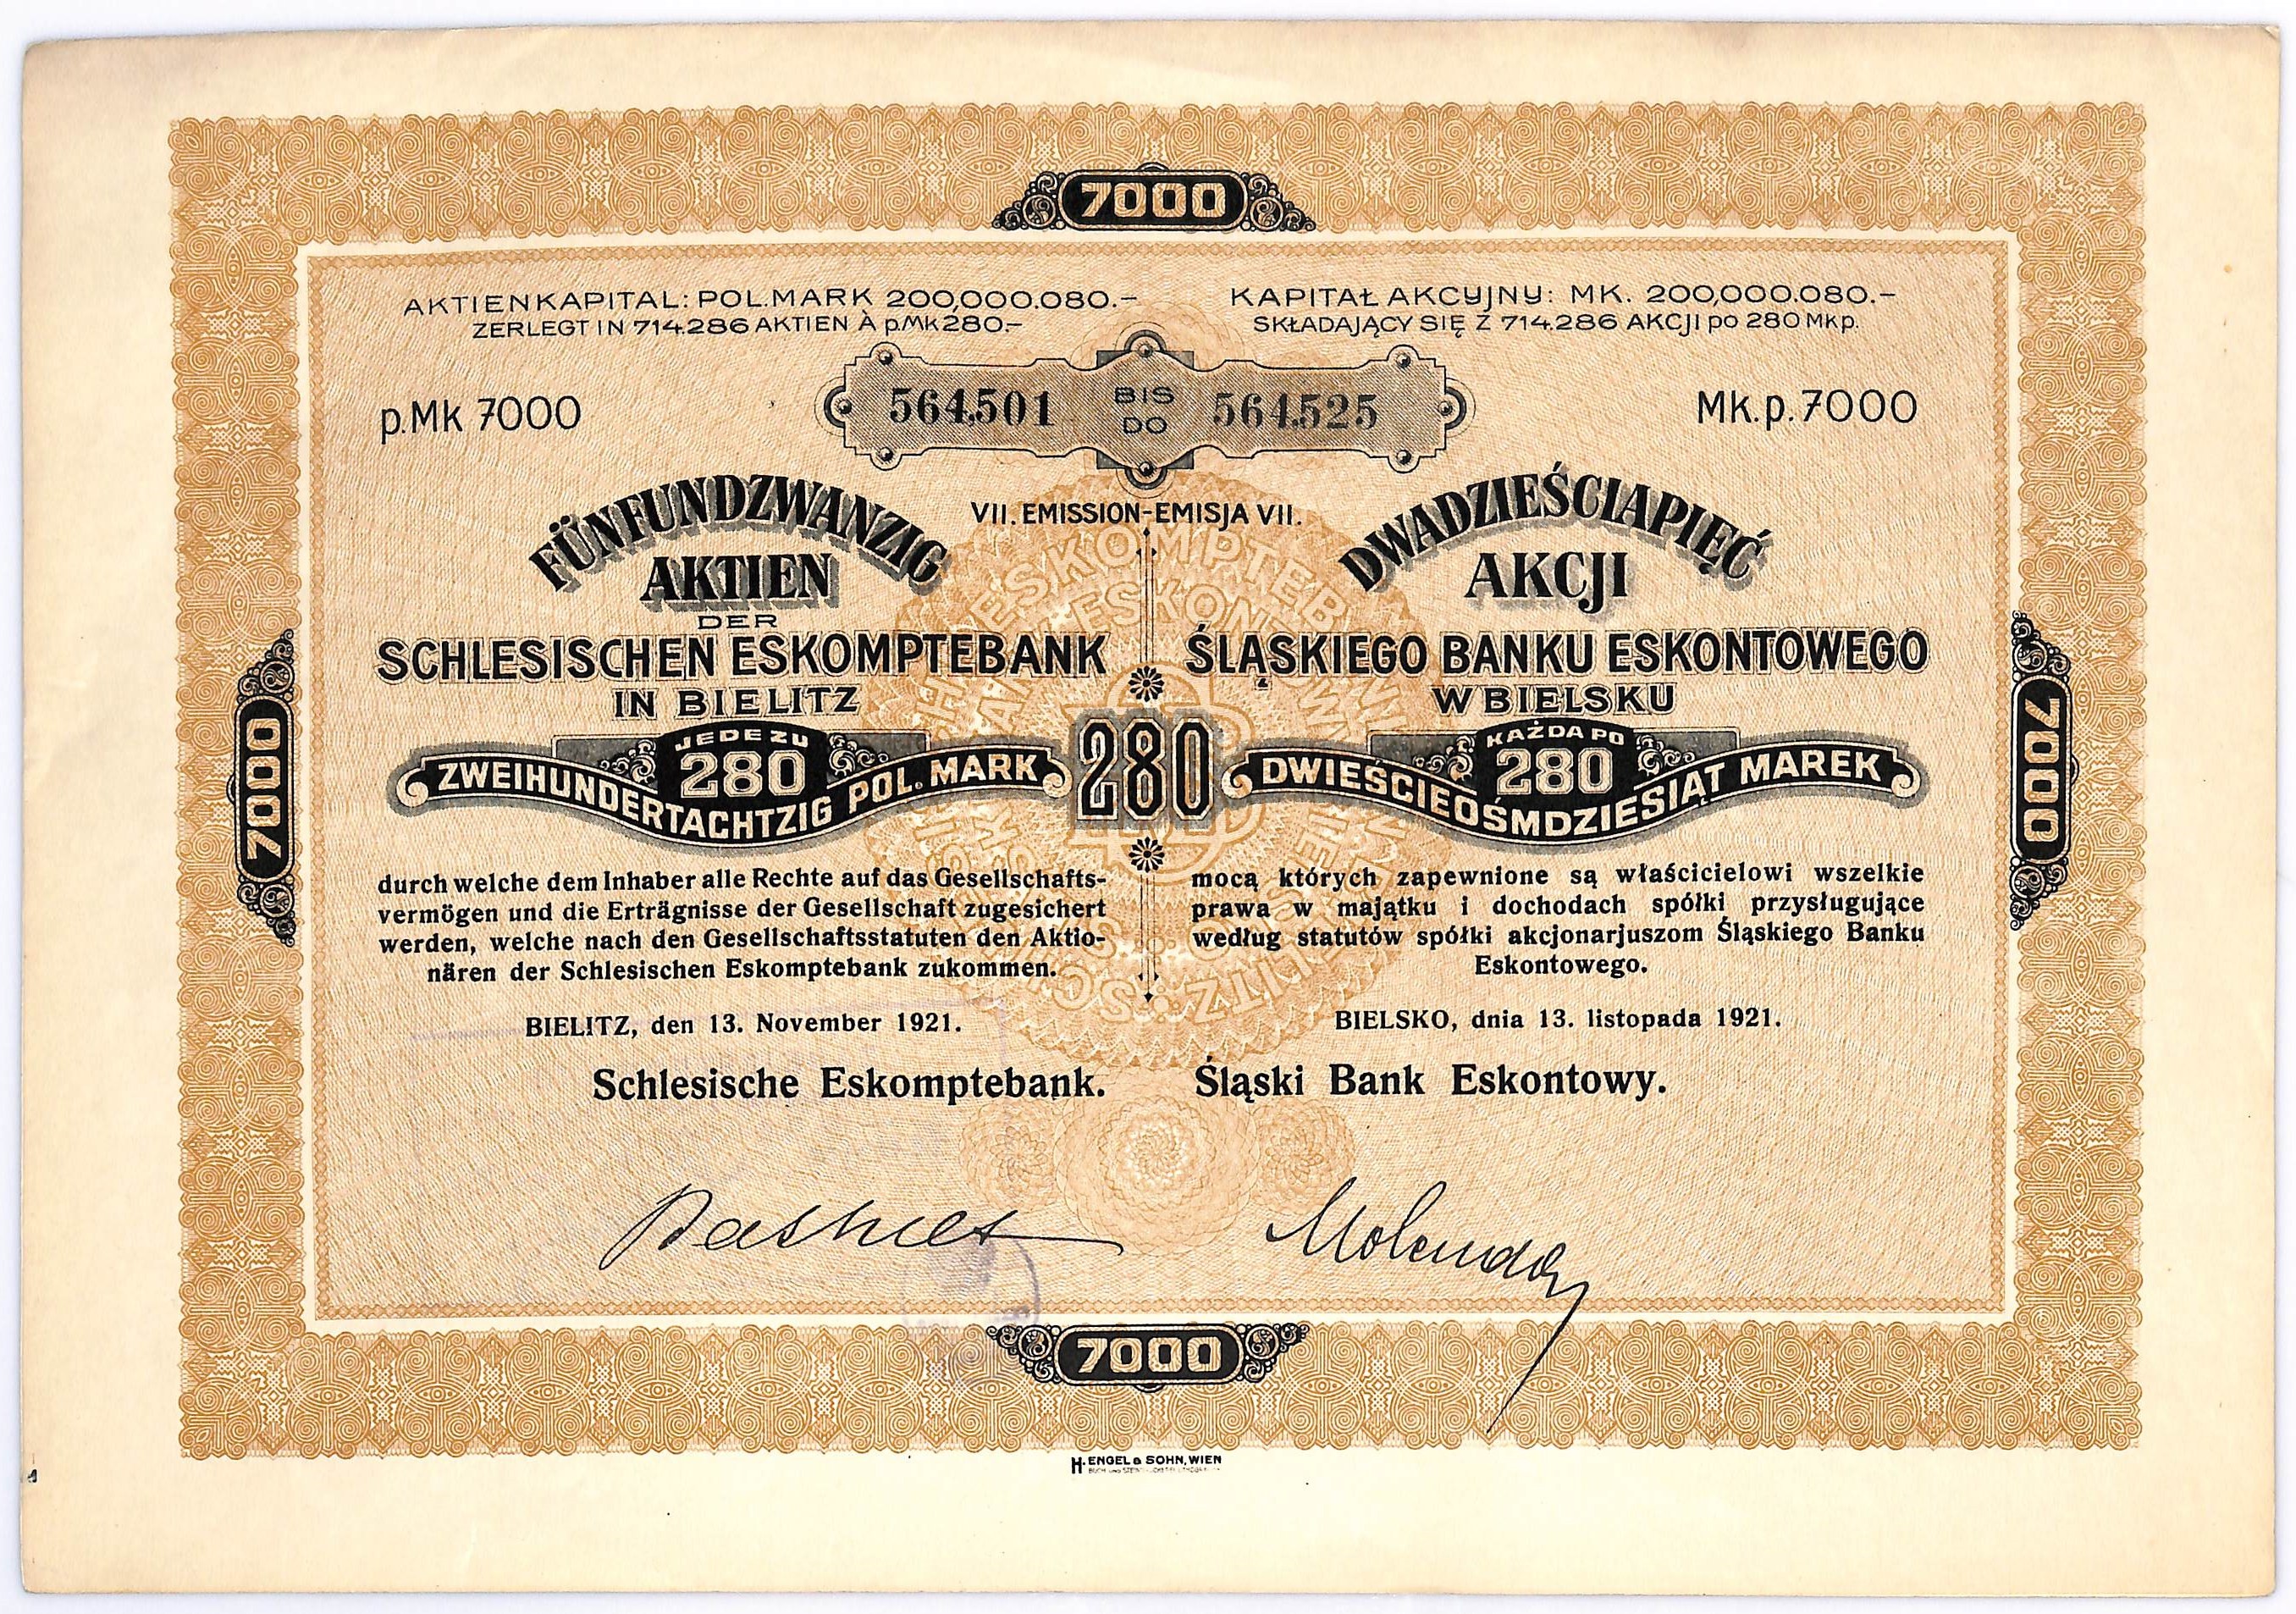 7000
AKTIENKAPITAL: POL.MARK 200,000.080.–
ZERLEGT IN 714.286 AKTIEN À p.Mk 280.–
KAPITAŁ AKCYJNY: MK. 200,000.080.–
SKŁADAJĄCY SIĘ Z 714.286 AKCJI po 280 Mkp.
p.Mk 7000
564,501 BIS DO 564,525
Mk.p. 7000
VII. EMISSION-EMISJA VII.
FÜNFUNDZWANZIG
AKTIEN
DER
SCHLESISCHEN ESKOMPTEBANK
IN BIELITZ
JEDE ZU
280
ZWEIHUNDERTACHTZIG POL. MARK
280
DWADZIEŚCIAPIĘĆ
AKCJI
ŚLĄSKIEGO BANKU ESKONTOWEGO
W BIELSKU
KAŻDA PO
280
DWIEŚCIEOŚMDZIESIĄT MAREK
7000
7000
durch welche dem Inhaber alle Rechte auf das Gesellschafts-
vermögen und die Erträgnisse der Gesellschaft zugesichert
werden, welche nach den Gesellschaftsstatuten den Aktio-
nären der Schlesischen Eskomptebank zukommen.
BIELITZ, den 13. November 1921.
Schlesische Eskomptebank.
mocą których zapewnione są właścicielowi wszelkie
prawa w majątku i dochodach spółki przysługujące
według statutów spółki akcjonarjuszom Śląskiego Banku
Eskontowego.
BIELSKO, dnia 13. listopada 1921.
Śląski Bank Eskontowy.
Molenda
7000
H. ENGEL & SOHN, WIEN